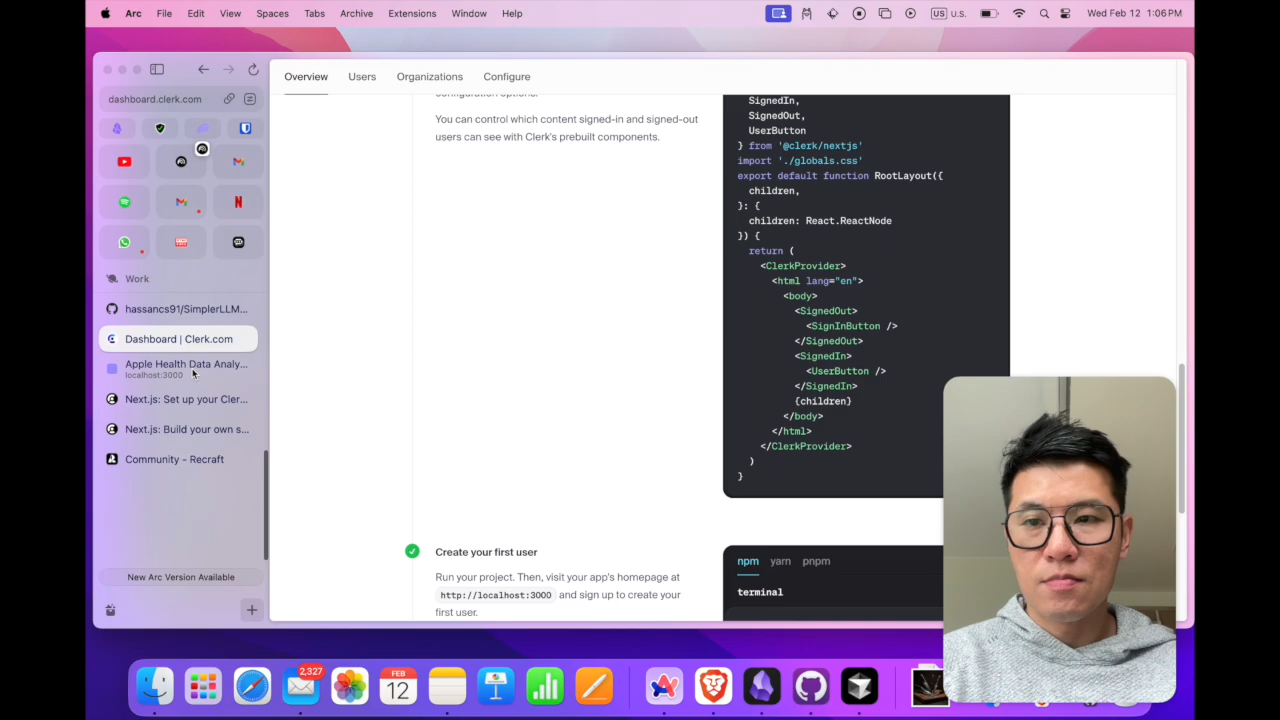 Arc File Edit View Spaces Tabs Archive Extensions Window Help
US U.S. Wed Feb 12 1:06 PM
dashboard.clerk.com
Work
hassancs91/SimplerLLM...
Dashboard | Clerk.com
Apple Health Data Analy...
localhost:3000
Next.js: Set up your Cler...
Next.js: Build your own s...
Community – Recraft
New Arc Version Available
Overview Users Organizations Configure
configuration options.
You can control which content signed-in and signed-out
users can see with Clerk's prebuilt components.
SignedIn,
SignedOut,
UserButton
} from '@clerk/nextjs'
import './globals.css'
export default function RootLayout({
children,
}: {
children: React.ReactNode
}) {
return (
<ClerkProvider>
<html lang="en">
<body>
<SignedOut>
<SignInButton />
</SignedOut>
<SignedIn>
<UserButton />
</SignedIn>
{children}
</body>
</html>
</ClerkProvider>
)
}
Create your first user
Run your project. Then, visit your app's homepage at
http://localhost:3000 and sign up to create your
first user.
npm yarn pnpm
terminal
2,327
FEB
12